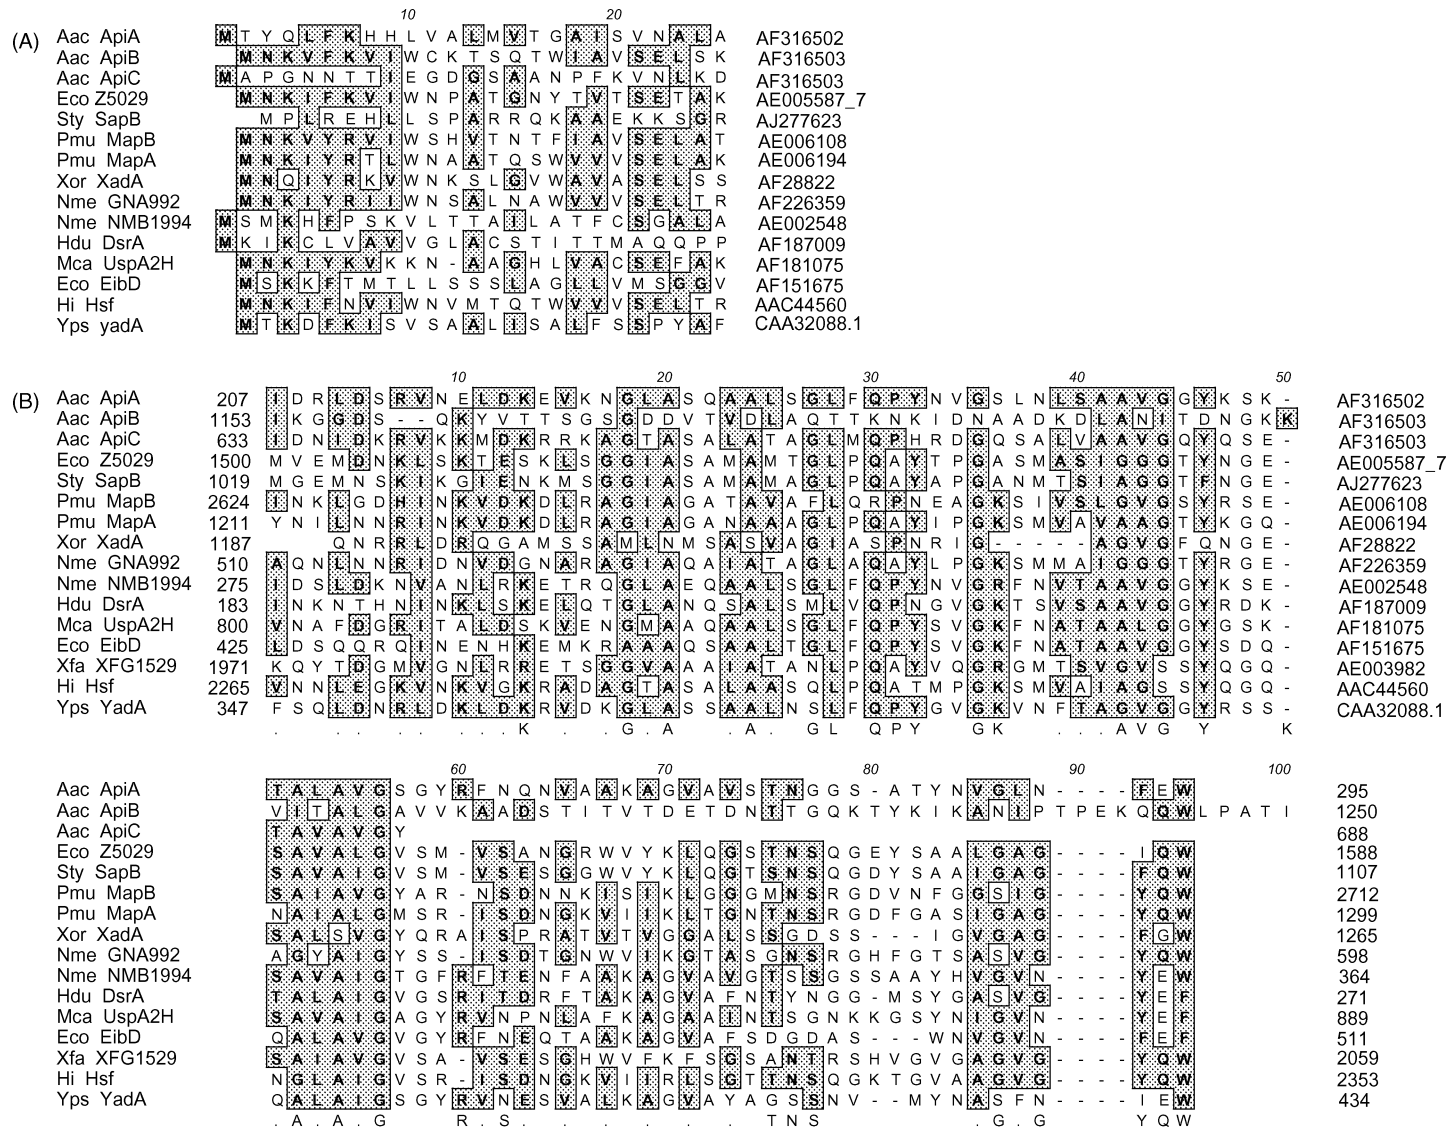 10 20
(A) Aac ApiA M T Y Q L F K H H L V A L M V T G A I S V N A L A AF316502
Aac ApiB M N K V F K V I W C K T S Q T W I A V S E L S K AF316503
Aac ApiC M A P G N N T T I E G D G S A A N P F K V N L K D AF316503
Eco Z5029 M N K I F K V I W N P A T G N Y T V T S E T A K AE005587_7
Sty SapB M P L R E H L L S P A R R Q K A A E K K S G R AJ277623
Pmu MapB M N K V Y R V I W S H V T N T F I A V S E L A T AE006108
Pmu MapA M N K I Y R T L W N A A T Q S W V V V S E L A K AE006194
Xor XadA M N Q I Y R K V W N K S L G V W A V A S E L S S AF28822
Nme GNA992 M N K I Y R I I W N S A L N A W V V V S E L T R AF226359
Nme NMB1994 M S M K H F P S K V L T T A I L A T F C S G A L A AE002548
Hdu DsrA M K I K C L V A V V G L A C S T I T T M A Q Q P P AF187009
Mca UspA2H M N K I Y K V K K N - A A G H L V A C S E F A K AF181075
Eco EibD M S K K F T M T L L S S S L A G L L V M S G G V AF151675
Hi Hsf M N K I F N V I W N V M T Q T W V V V S E L T R AAC44560
Yps yadA M T K D F K I S V S A A L I S A L F S S P Y A F CAA32088.1
10 20 30 40 50
(B) Aac ApiA 207 I D R L D S R V N E L D K E V K N G L A S Q A A L S G L F Q P Y N V G S L N L S A A V G G Y K S K - AF316502
Aac ApiB 1153 I K G G D S - - Q K Y V T T S G S G D D V T V D L A Q T T K N K I D N A A D K D L A N I T D N G K K AF316503
Aac ApiC 633 I D N I D K R V K K M D K R R K A G T A S A L A T A G L M Q P H R D G Q S A L V A A V G Q Y Q S E - AF316503
Eco Z5029 1500 M V E M D N K L S K T E S K L S G G I A S A M A M T G L P Q A Y T P G A S M A S I G G G T Y N G E - AE005587_7
Sty SapB 1019 M G E M N S K I K G I E N K M S G G I A S A M A M A G L P Q A Y A P G A N M T S I A G G T F N G E - AJ277623
Pmu MapB 2624 I N K L G D H I N K V D K D L R A G I A G A T A V A F L Q R P N E A G K S I V S L G V G S Y R S E - AE006108
Pmu MapA 1211 Y N I L N N R I N K V D K D L R A G I A G A N A A A G L P Q A Y I P G K S M V A V A A G T Y K G Q - AE006194
Xor XadA 1187 Q N R R L D R Q G A M S S A M L N M S A S V A G I A S P N R I G - - - - - A G V G F Q N G E - AF28822
Nme GNA992 510 A Q N L N N R I D N V D G N A R A G I A Q A I A T A G L A Q A Y L P G K S M M A I G G G T Y R G E - AF226359
Nme NMB1994 275 I D S L D K N V A N L R K E T R Q G L A E Q A A L S G L F Q P Y N V G R F N V T A A V G G Y K S E - AE002548
Hdu DsrA 183 I N K N T H N I N K L S K E L Q T G L A N Q S A L S M L V Q P N G V G K T S V S A A V G G Y R D K - AF187009
Mca UspA2H 800 V N A F D G R I T A L D S K V E N G M A A Q A A L S G L F Q P Y S V G K F N A T A A L G G Y G S K - AF181075
Eco EibD 425 L D S Q Q R Q I N E N H K E M K R A A A Q S A A L T G L F Q P Y S V G K F N A T A A V G G Y S D Q - AF151675
Xfa XFG1529 1971 K Q Y T D G M V G N L R R E T S G G V A A A I A T A N L P Q A Y V Q G R G M T S V G V S S Y Q G Q - AE003982
Hi Hsf 2265 V N N L E G K V N K V G K R A D A G T A S A L A A S Q L P Q A T M P G K S M V A I A G S S Y Q G Q - AAC44560
Yps YadA 347 F S Q L D N R L D K L D K R V D K G L A S S A A L N S L F Q P Y G V G K V N F T A G V G G Y R S S - CAA32088.1
. . . . . . . K . . G . A . A . G L Q P Y G K . . . A V G Y K
60 70 80 90 100
Aac ApiA T A L A V G S G Y R F N Q N V A A K A G V A V S T N G G S - A T Y N V G L N - - - - F E W 295
Aac ApiB V I T A L G A V V K A A D S T I T V T D E T D N T T G Q K T Y K I K A N I P T P E K Q Q W L P A T I 1250
Aac ApiC T A V A V G Y 688
Eco Z5029 S A V A L G V S M - V S A N G R W V Y K L Q G S T N S Q G E Y S A A L G A G - - - - I Q W 1588
Sty SapB S A V A I G V S M - V S E S G G W V Y K L Q G T S N S Q G D Y S A A I G A G - - - - F Q W 1107
Pmu MapB S A I A V G Y A R - N S D N N K I S I K L G G G M N S R G D V N F G G S I G - - - - Y Q W 2712
Pmu MapA N A I A L G M S R - I S D N G K V I I K L T G N T N S R G D F G A S I G A G - - - - Y Q W 1299
Xor XadA S A L S V G Y Q R A I S P R A T V T V G G A L S S G D S S - - - I G V G A G - - - - F G W 1265
Nme GNA992 A G Y A I G Y S S - I S D T G N W V I K G T A S G N S R G H F G T S A S V G - - - - Y Q W 598
Nme NMB1994 S A V A I G T G F R F T E N F A A K A G V A V G T S S G S S A A Y H V G V N - - - - Y E W 364
Hdu DsrA T A L A I G V G S R I T D R F T A K A G V A F N T Y N G G - M S Y G A S V G - - - - Y E F 271
Mca UspA2H S A V A I G A G Y R V N P N L A F K A G A A I N T S G N K K G S Y N I G V N - - - - Y E F 889
Eco EibD Q A L A V G V G Y R F N E Q T A A K A G V A F S D G D A S - - - W N V G V N - - - - F E F 511
Xfa XFG1529 S A I A V G V S A - V S E S G H W V F K F S G S A N T R S H V G V G A G V G - - - - Y Q W 2059
Hi Hsf N G L A I G V S R - I S D N G K V I I R L S G T T N S Q G K T G V A A G V G - - - - Y Q W 2353
Yps YadA Q A L A I G S G Y R V N E S V A L K A G V A Y A G S S N V - - M Y N A S F N - - - - I E W 434
. A . A . G R . S . . . . . . T N S . G . G Y Q W